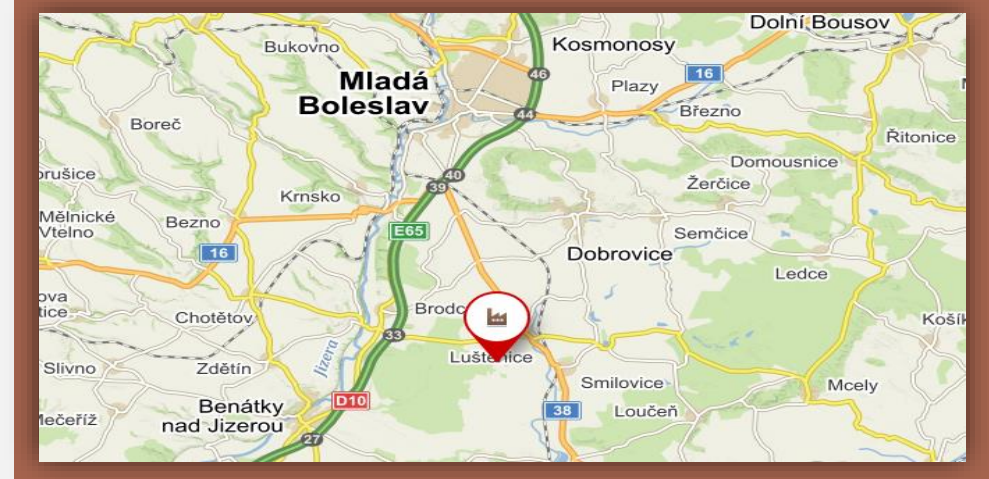 Dolní Bousov
Bukovno
Kosmonosy
46
16
Mladá
Boleslav
Plazy
44
Březno
Boreč
Řitonice
Domousnice
40
39
Žerčice
Krnsko
Mělnické
Vtelno
Bezno
E65
Semčice
16
Dobrovice
Ledce
Chotětov
33
Luštenice
Jizera
Slivno
Zdětín
Smilovice
Mcely
D10
38
Loučeň
Benátky
nad Jizerou
27